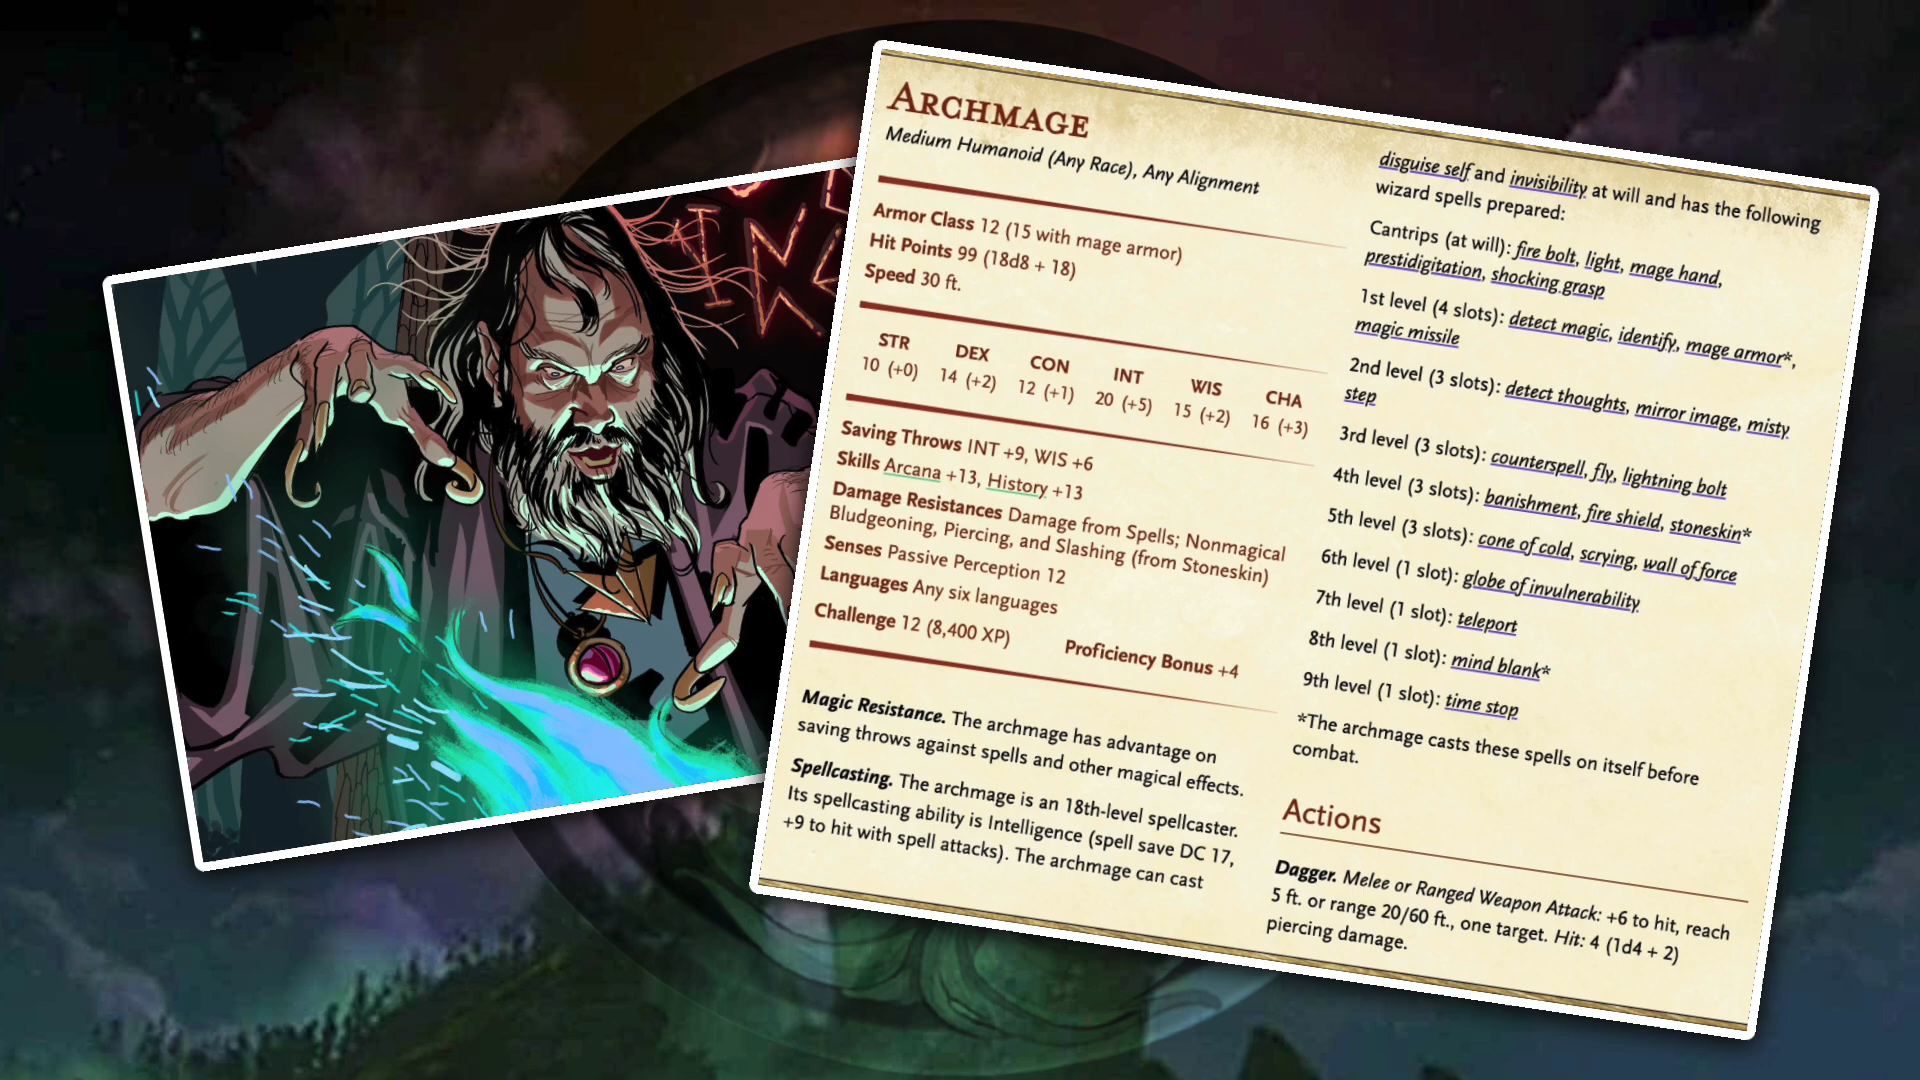 ARCHMAGE
Medium Humanoid (Any Race), Any Alignment
Armor Class 12 (15 with mage armor)
Hit Points 99 (18d8 + 18)
Speed 30 ft.
STR DEX CON INT WIS CHA
10 (+0) 14 (+2) 12 (+1) 20 (+5) 15 (+2) 16 (+3)
Saving Throws INT +9, WIS +6
Skills Arcana +13, History +13
Damage Resistances Damage from Spells; Nonmagical
Bludgeoning, Piercing, and Slashing (from Stoneskin)
Senses Passive Perception 12
Languages Any six languages
Challenge 12 (8,400 XP) Proficiency Bonus +4
Magic Resistance. The archmage has advantage on
saving throws against spells and other magical effects.
Spellcasting. The archmage is an 18th-level spellcaster.
Its spellcasting ability is Intelligence (spell save DC 17,
+9 to hit with spell attacks). The archmage can cast
disguise self and invisibility at will and has the following
wizard spells prepared:
Cantrips (at will): fire bolt, light, mage hand,
prestidigitation, shocking grasp
1st level (4 slots): detect magic, identify, mage armor*,
magic missile
2nd level (3 slots): detect thoughts, mirror image, misty
step
3rd level (3 slots): counterspell, fly, lightning bolt
4th level (3 slots): banishment, fire shield, stoneskin*
5th level (3 slots): cone of cold, scrying, wall of force
6th level (1 slot): globe of invulnerability
7th level (1 slot): teleport
8th level (1 slot): mind blank*
9th level (1 slot): time stop
*The archmage casts these spells on itself before
combat.
Actions
Dagger. Melee or Ranged Weapon Attack: +6 to hit, reach
5 ft. or range 20/60 ft., one target. Hit: 4 (1d4 + 2)
piercing damage.